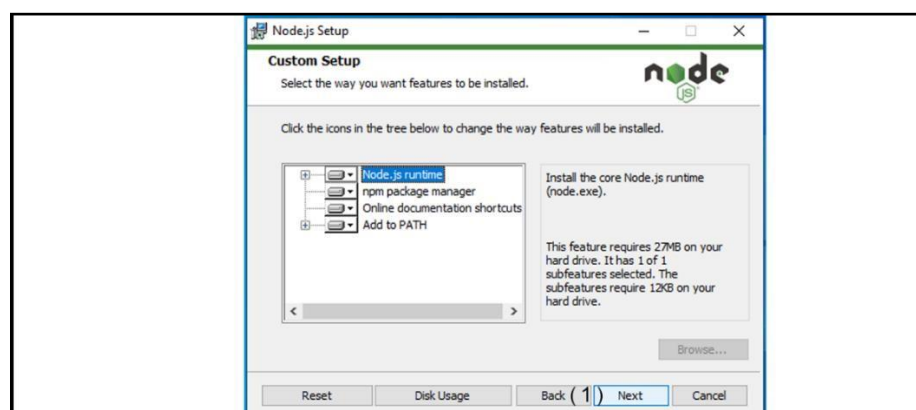 Node.js Setup
Custom Setup
Select the way you want features to be installed.
node
JS
Click the icons in the tree below to change the way features will be installed.
Node.js runtime
npm package manager
Online documentation shortcuts
Add to PATH
Install the core Node.js runtime
(node.exe).
This feature requires 27MB on your
hard drive. It has 1 of 1
subfeatures selected. The
subfeatures require 12KB on your
hard drive.
Browse...
Reset Disk Usage Back (1) Next Cancel